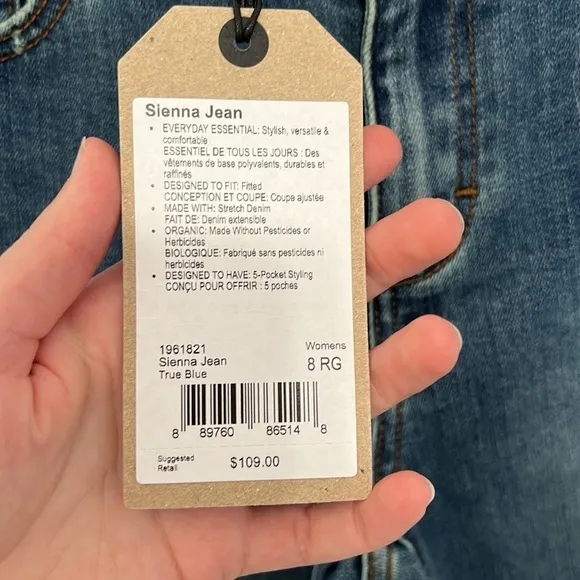 Sienna Jean
• EVERYDAY ESSENTIAL: Stylish, versatile &
comfortable
ESSENTIEL DE TOUS LES JOURS : Des
vêtements de base polyvalents, durables et
raffinés
• DESIGNED TO FIT: Fitted
CONCEPTION ET COUPE: Coupe ajustée
• MADE WITH: Stretch Denim
FAIT DE: Denim extensible
• ORGANIC: Made Without Pesticides or
Herbicides
BIOLOGIQUE: Fabriqué sans pesticides ni
herbicides
• DESIGNED TO HAVE: 5-Pocket Styling
CONÇU POUR OFFRIR : 5 poches
1961821 Womens
Sienna Jean 8 RG
True Blue
8 89760 86514 8
Suggested
Retail $109.00